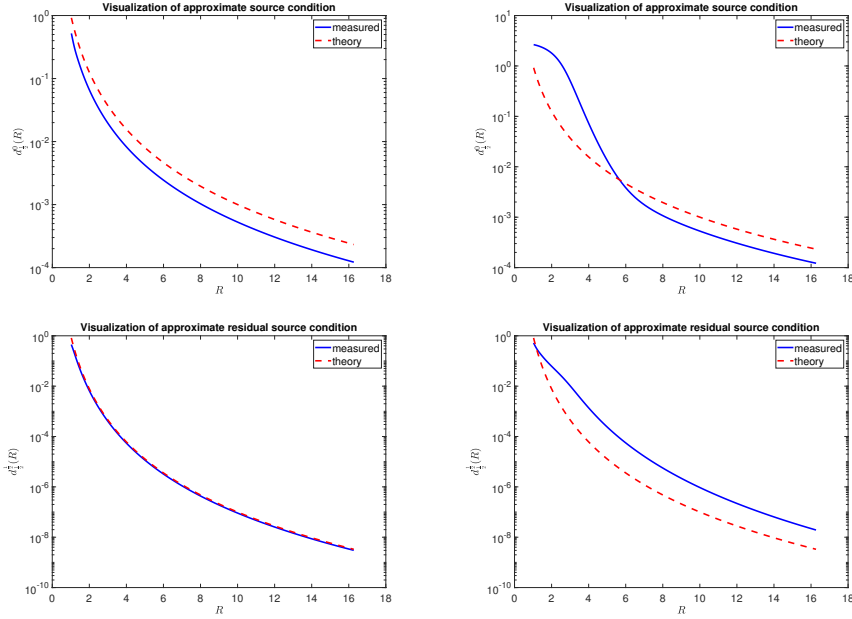 Visualization of approximate source condition
measured
theory
10^0
10^-1
10^-2
10^-3
10^-4
0 2 4 6 8 10 12 14 16 18
R
Visualization of approximate source condition
measured
theory
10^1
10^0
10^-1
10^-2
10^-3
10^-4
0 2 4 6 8 10 12 14 16 18
R
Visualization of approximate residual source condition
measured
theory
10^0
10^-2
10^-4
10^-6
10^-8
10^-10
0 2 4 6 8 10 12 14 16 18
R
Visualization of approximate residual source condition
measured
theory
10^0
10^-2
10^-4
10^-6
10^-8
10^-10
0 2 4 6 8 10 12 14 16 18
R